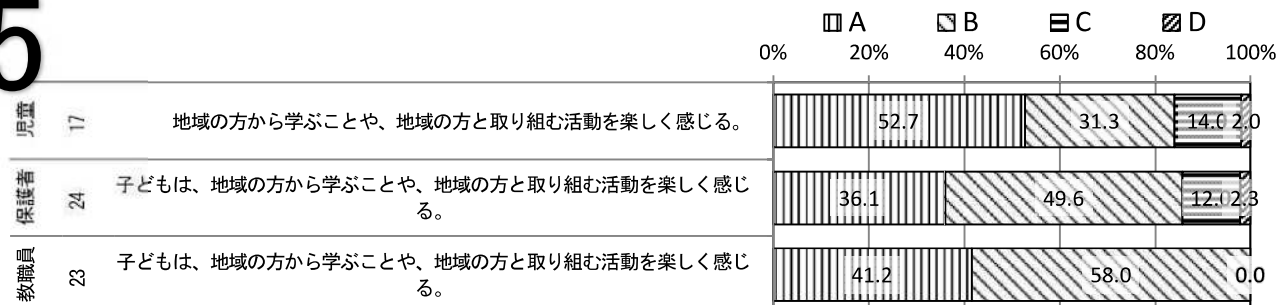 5
A B C D
0% 20% 40% 60% 80% 100%
児童 17 地域の方から学ぶことや、地域の方と取り組む活動を楽しく感じる。 52.7 31.3 14.0 2.0
保護者 24 子どもは、地域の方から学ぶことや、地域の方と取り組む活動を楽しく感じ
る。 36.1 49.6 12.0 2.3
教職員 23 子どもは、地域の方から学ぶことや、地域の方と取り組む活動を楽しく感じ
る。 41.2 58.0 0.0